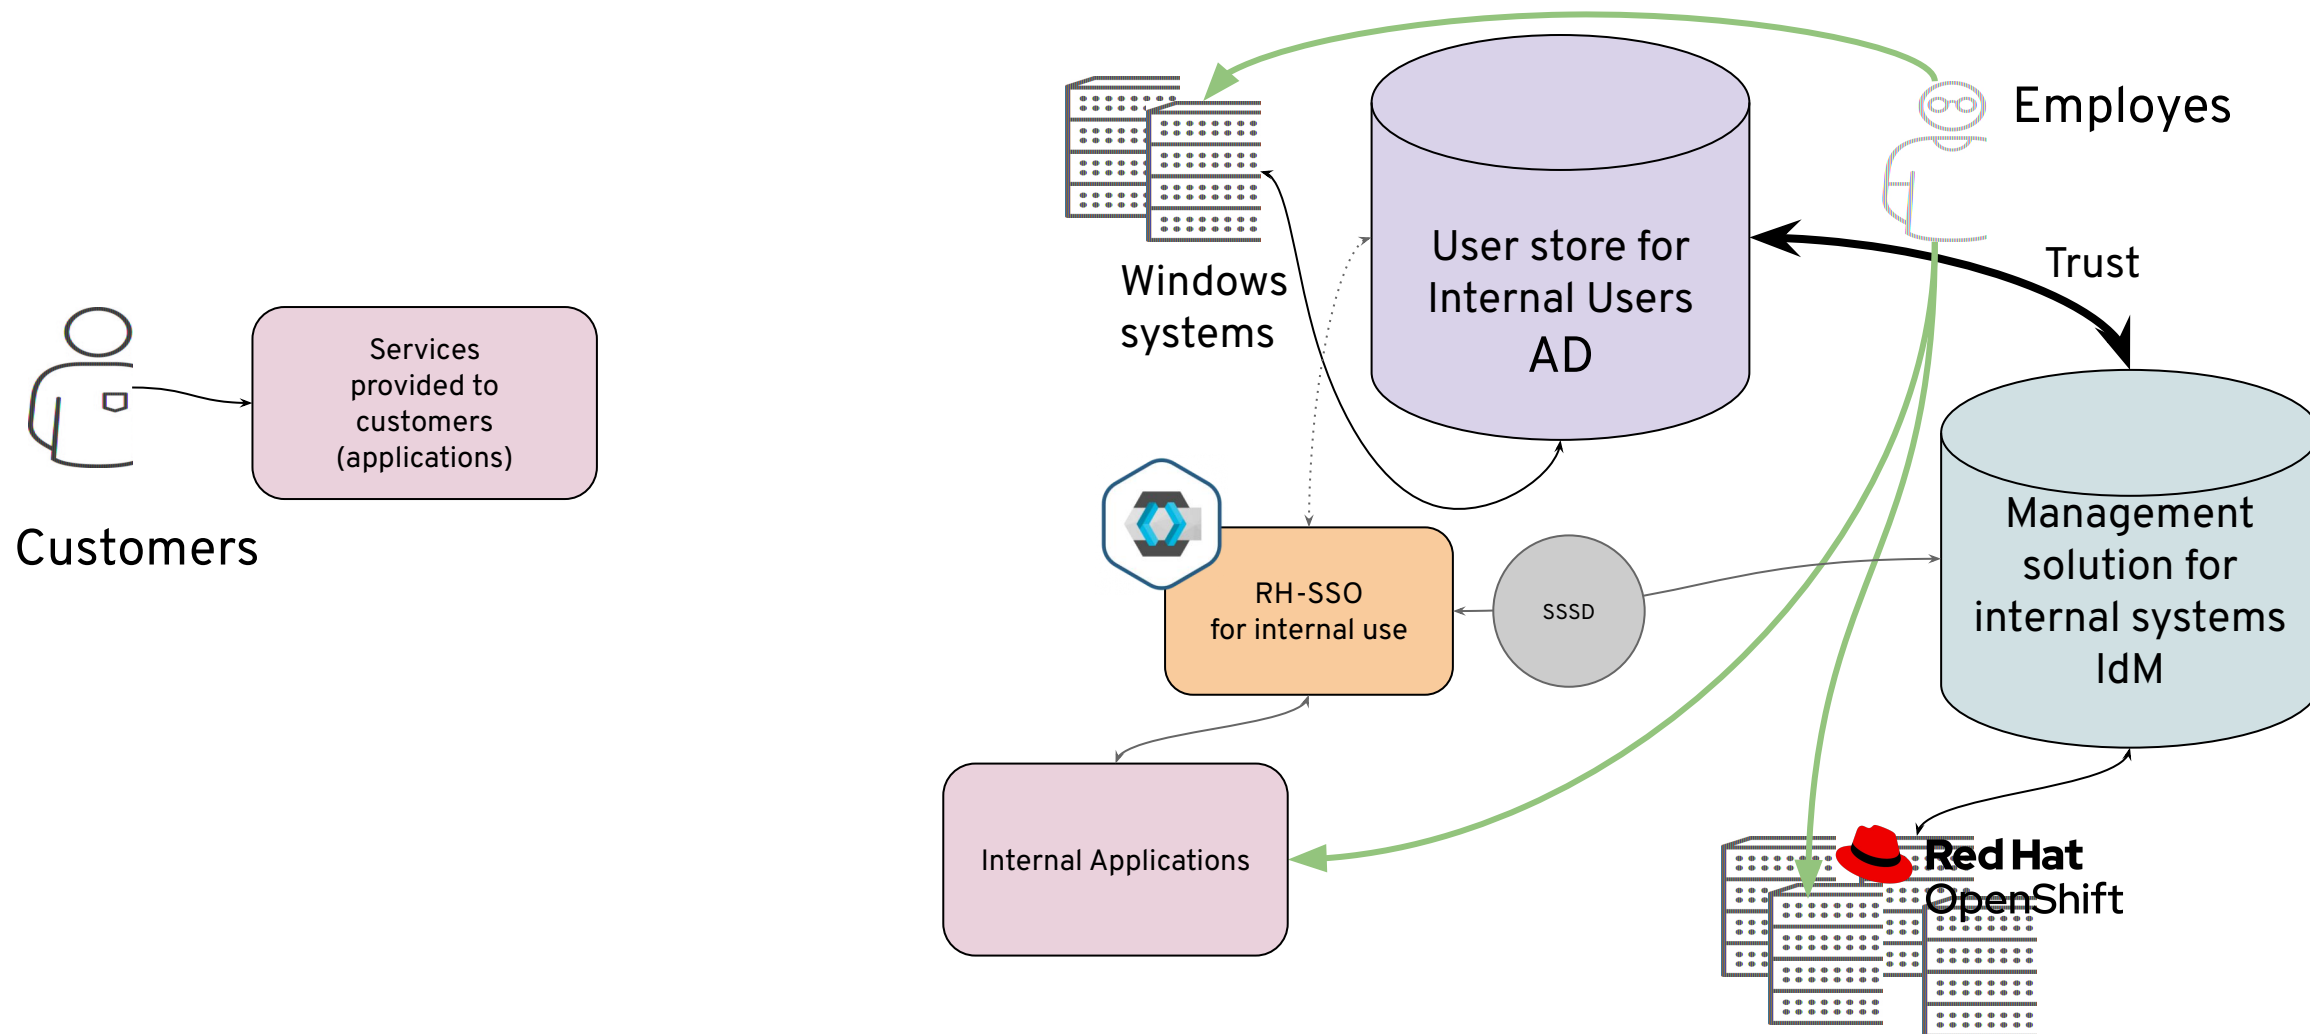 Employes
Windows
systems
User store for
Internal Users
AD
Trust
Services
provided to
customers
(applications)
Customers
RH-SSO
for internal use
SSSD
Management
solution for
internal systems
IdM
Internal Applications
Red Hat
OpenShift